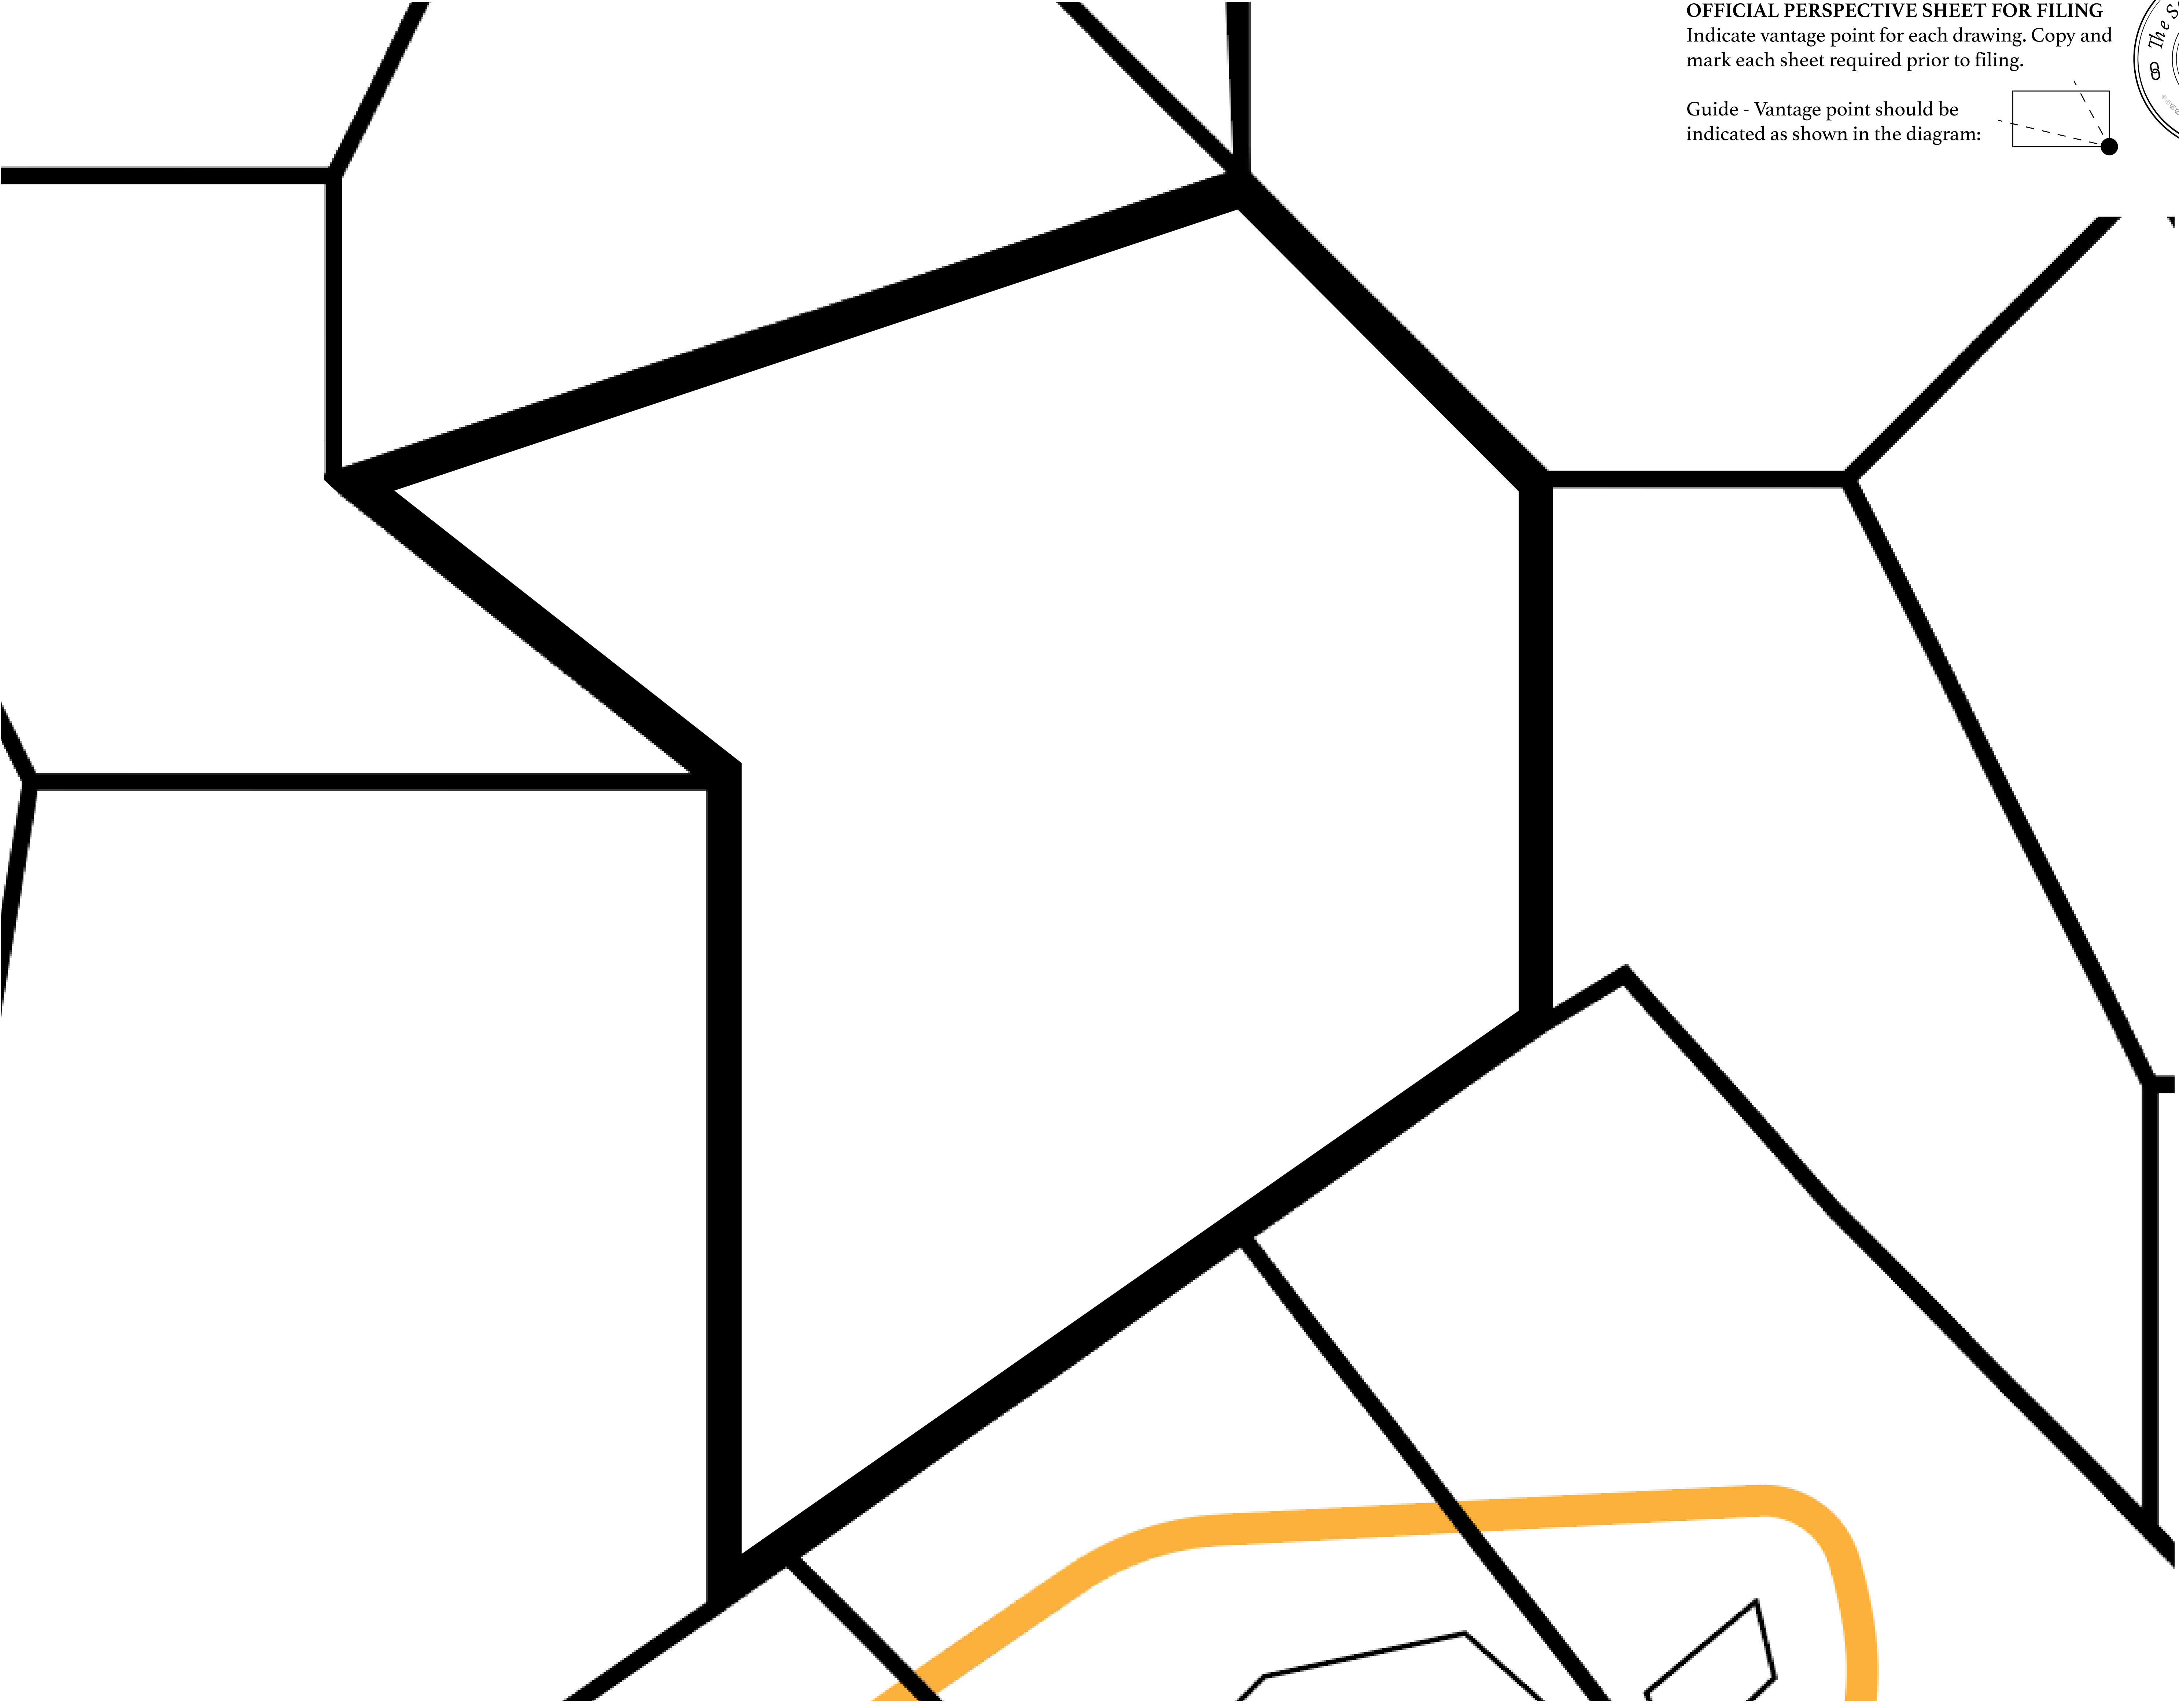 OFFICIAL PERSPECTIVE SHEET FOR FILING
Indicate vantage point for each drawing. Copy and
mark each sheet required prior to filing.
Guide - Vantage point should be
indicated as shown in the diagram:
The